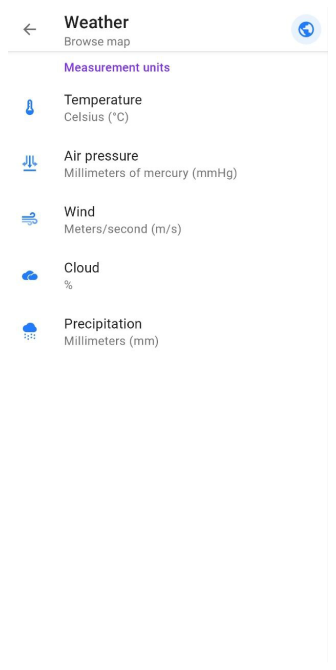 Weather
Browse map
Measurement units
Temperature
Celsius (°C)
Air pressure
Millimeters of mercury (mmHg)
Wind
Meters/second (m/s)
Cloud
%
Precipitation
Millimeters (mm)